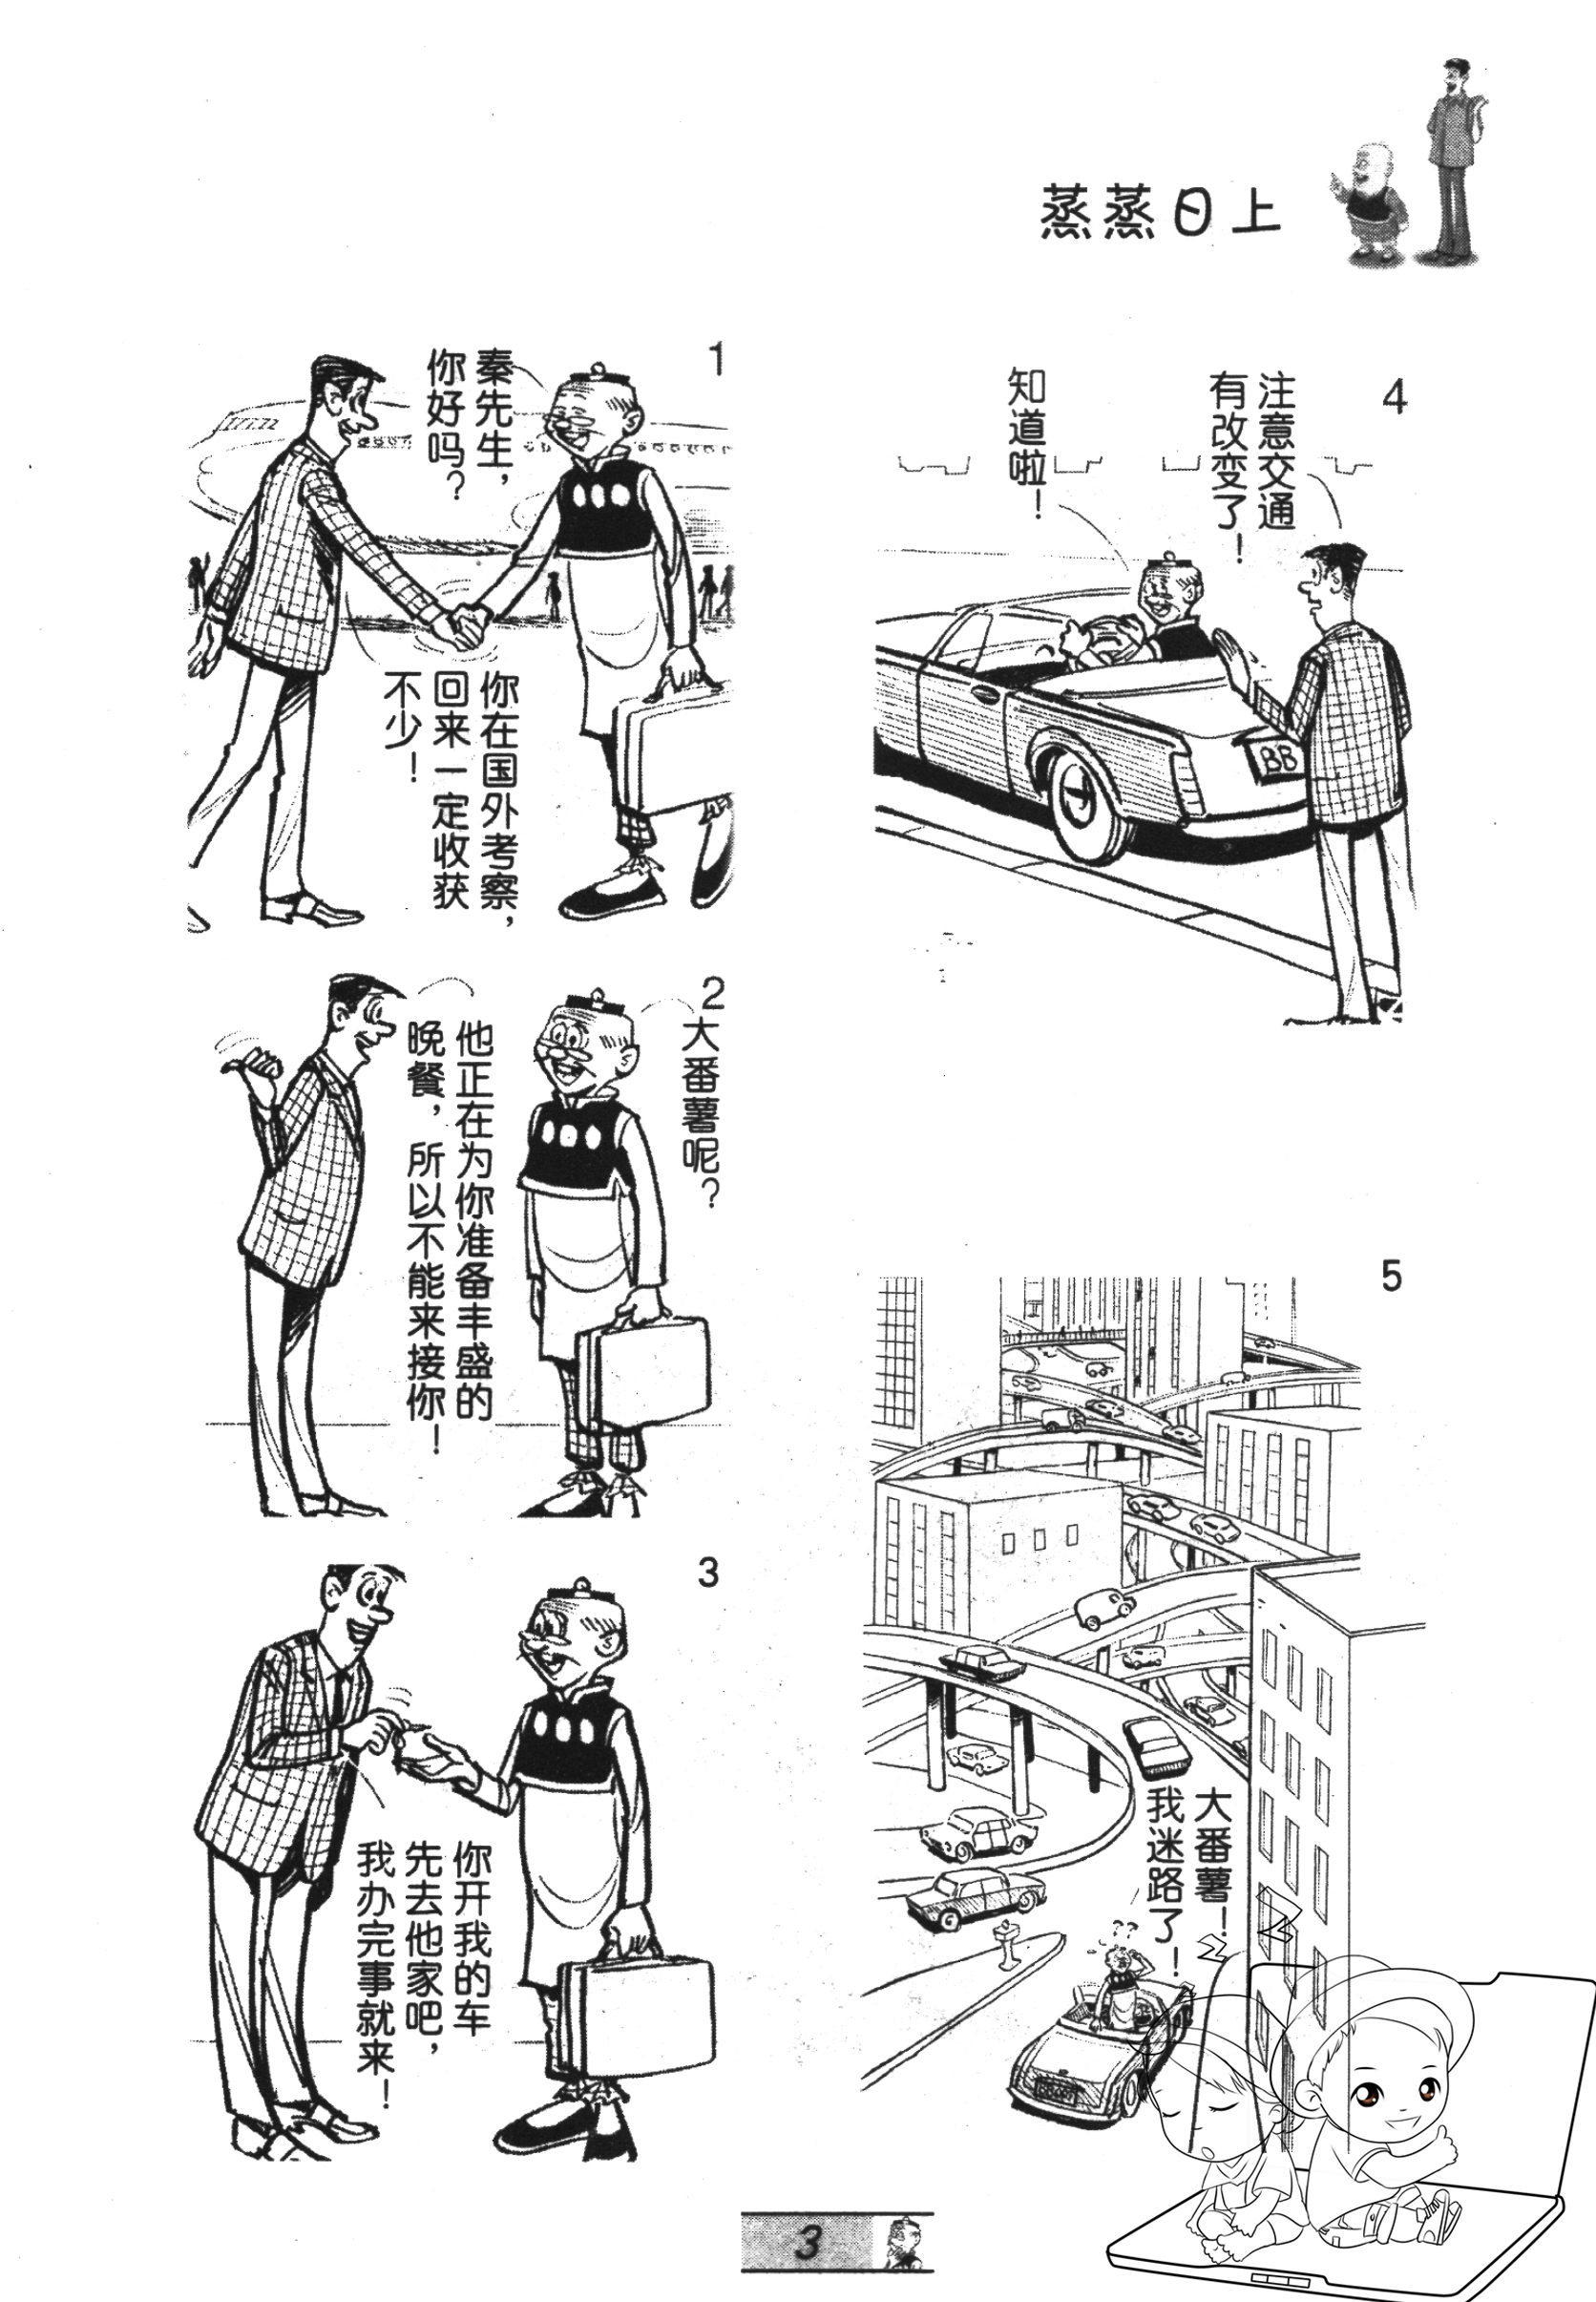 蒸蒸日上
1
秦先生，
你好吗？
你在国外考察，
回来一定收获
不少！
2
大番薯呢？
他正在为你准备丰盛的
晚餐，所以不能来接你！
3
你开我的车
先去他家吧，
我办完事就来！
4
注意交通
有改变了！
知道啦！
BB
5
大番薯！
我迷路了！
??
3